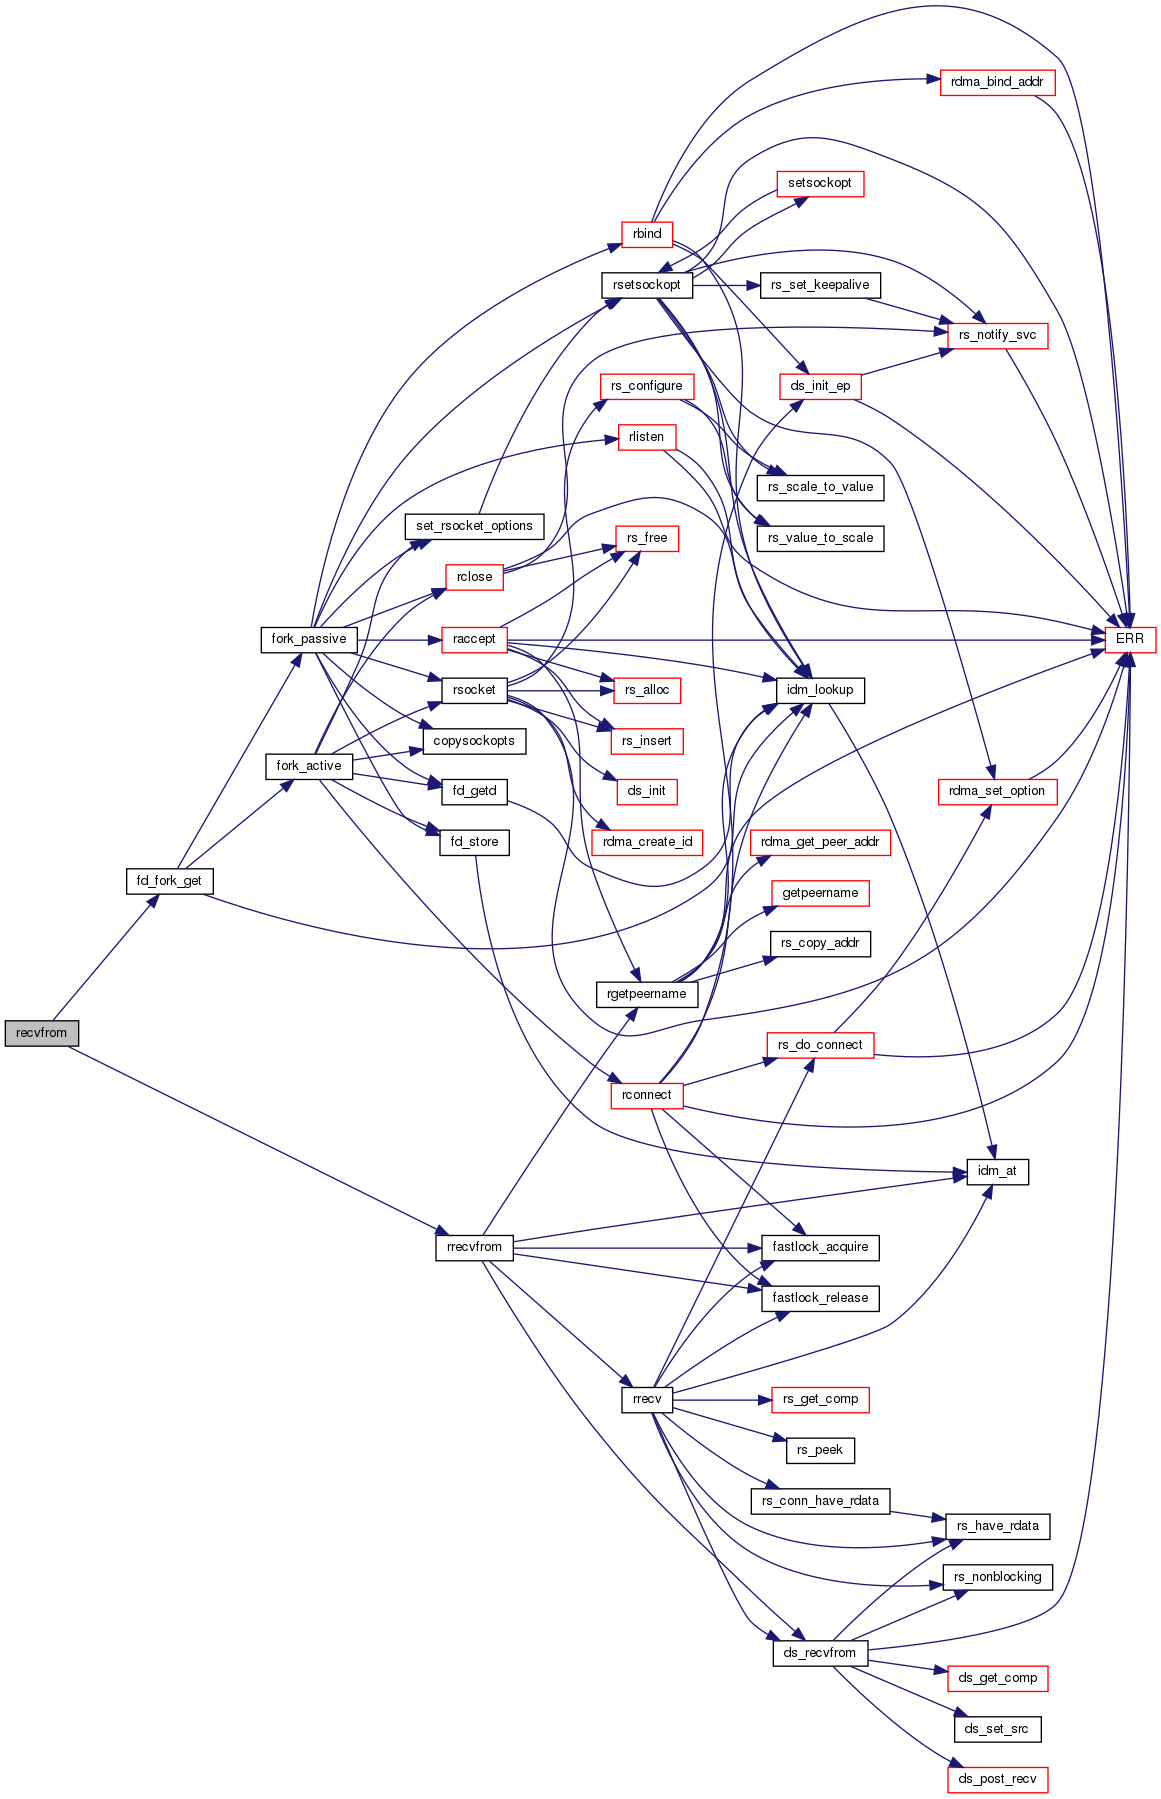 rdma_bind_addr
setsockopt
rbind
rsetsockopt
rs_set_keepalive
rs_notify_svc
rs_configure
ds_init_ep
rlisten
rs_scale_to_value
set_rsocket_options
rs_free
rs_value_to_scale
rclose
fork_passive
raccept
ERR
rsocket
rs_alloc
idm_lookup
copysockopts
rs_insert
fork_active
fd_getd
ds_init
rdma_set_option
fd_store
rdma_create_id
rdma_get_peer_addr
fd_fork_get
getpeername
rs_copy_addr
rgetpeername
recvfrom
rs_do_connect
rconnect
idm_at
rrecvfrom
fastlock_acquire
fastlock_release
rrecv
rs_get_comp
rs_peek
rs_conn_have_rdata
rs_have_rdata
rs_nonblocking
ds_recvfrom
ds_get_comp
ds_set_src
ds_post_recv